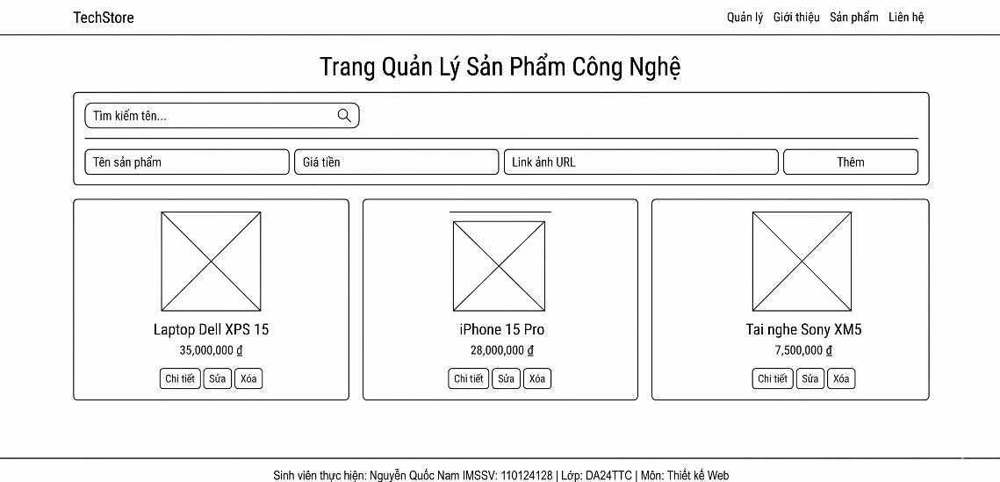 TechStore
Quản lý Giới thiệu Sản phẩm Liên hệ
Trang Quản Lý Sản Phẩm Công Nghệ
Tìm kiếm tên...
Tên sản phẩm
Giá tiền
Link ảnh URL
Thêm
Laptop Dell XPS 15
35,000,000 ₫
Chi tiết Sửa Xóa
iPhone 15 Pro
28,000,000 ₫
Chi tiết Sửa Xóa
Tai nghe Sony XM5
7,500,000 ₫
Chi tiết Sửa Xóa
Sinh viên thực hiện: Nguyễn Quốc Nam IMSSV: 110124128 | Lớp: DA24TTC | Môn: Thiết kế Web